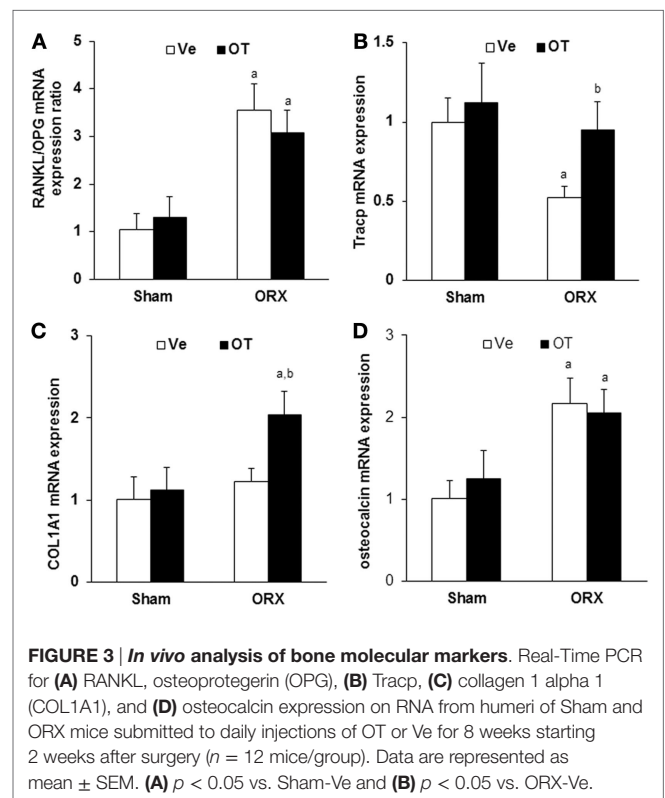 A
Ve OT
RANKL/OPG mRNA
expression ratio
5
4
3
2
1
0
a
a
Sham ORX
B
Ve OT
Tracp mRNA expression
1.5
1
0.5
0
a
b
Sham ORX
C
Ve OT
COL1A1 mRNA expression
3
2
1
0
a,b
Sham ORX
D
Ve OT
osteocalcin mRNA expression
3
2
1
0
a
a
Sham ORX
FIGURE 3 | In vivo analysis of bone molecular markers. Real-Time PCR
for (A) RANKL, osteoprotegerin (OPG), (B) Tracp, (C) collagen 1 alpha 1
(COL1A1), and (D) osteocalcin expression on RNA from humeri of Sham and
ORX mice submitted to daily injections of OT or Ve for 8 weeks starting
2 weeks after surgery (n = 12 mice/group). Data are represented as
mean ± SEM. (A) p < 0.05 vs. Sham-Ve and (B) p < 0.05 vs. ORX-Ve.